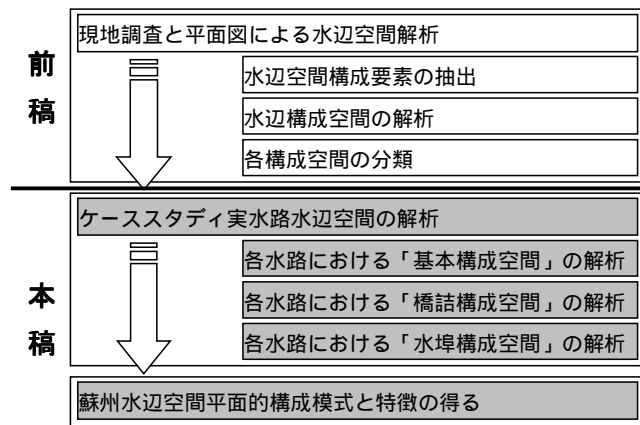 前稿
現地調査と平面図による水辺空間解析
水辺空間構成要素の抽出
水辺構成空間の解析
各構成空間の分類
本稿
ケーススタディ実水路水辺空間の解析
各水路における「基本構成空間」の解析
各水路における「橋詰構成空間」の解析
各水路における「水埠構成空間」の解析
蘇州水辺空間平面的構成模式と特徴の得る